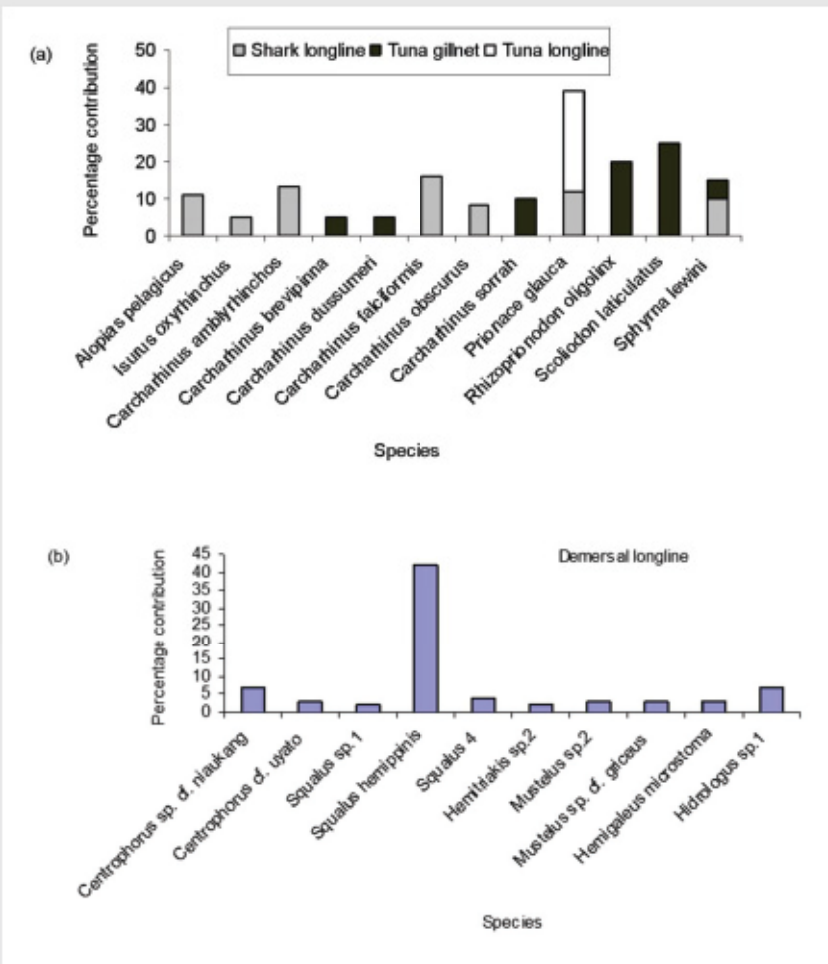 (a)
Shark longline Tuna gillnet Tuna longline
Percentage contribution
50
40
30
20
10
0
Alopias pelagicus
Isurus oxyrhinchus
Carcharhinus amblyrhinchos
Carcharhinus brevipinna
Carcharhinus dussumeri
Carcharhinus falciformis
Carcharhinus obscurus
Carcharhinus sorrah
Prionace glauca
Rhizoprionodon oligolinx
Scoliodon laticulatus
Sphyrna lewini
Species
(b)
Demersal longline
Percentage contribution
45
40
35
30
25
20
15
10
5
0
Centrophorus sp. cf. niaukang
Centrophorus cf. uyato
Squalus sp.1
Squalus hemippinis
Squalus 4
Hemitriakis sp.2
Mustelus sp.2
Mustelus sp. cf. griceus
Hemigaleus microstoma
Hidrologus sp.1
Species